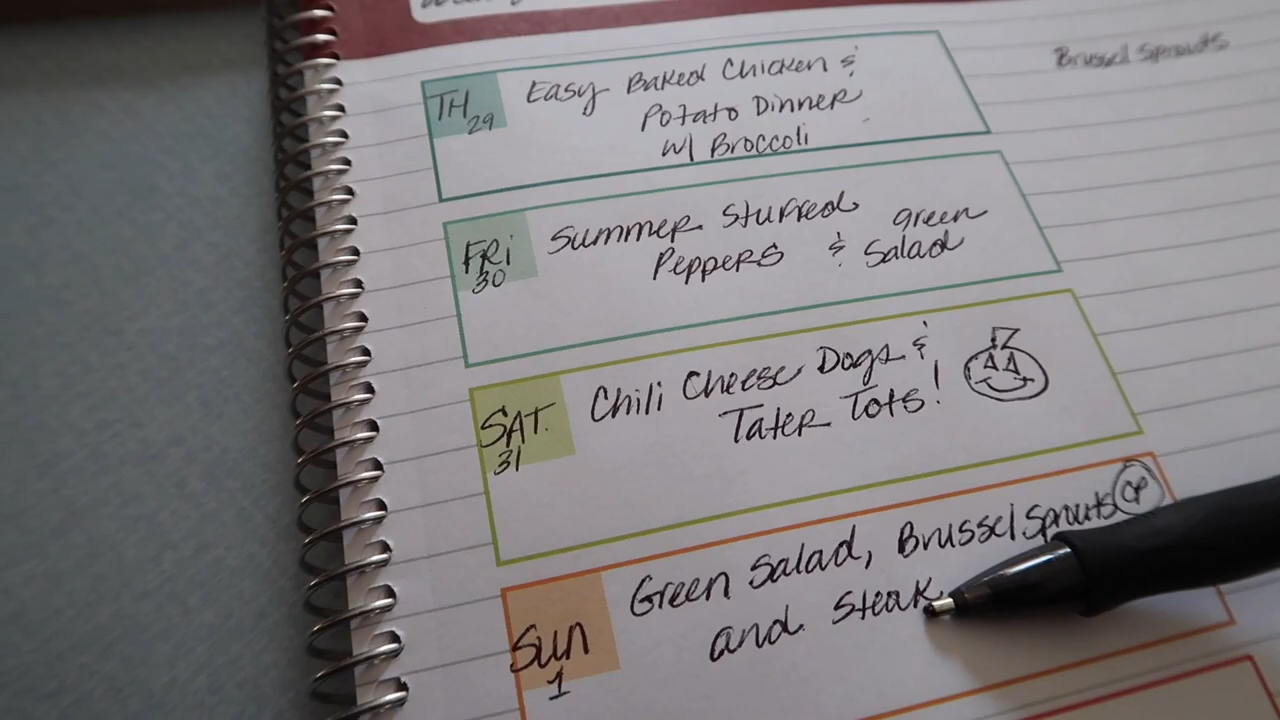 Brussel Sprouts
TH
29
Easy Baked Chicken &
Potato Dinner
w/ Broccoli
FRi
30
Summer Stuffed
Peppers & green
Salad
SAT.
31
Chili Cheese Dogs &
Tater Tots!
Sun
1
Green Salad, Brussel Sprouts CP
and Steak